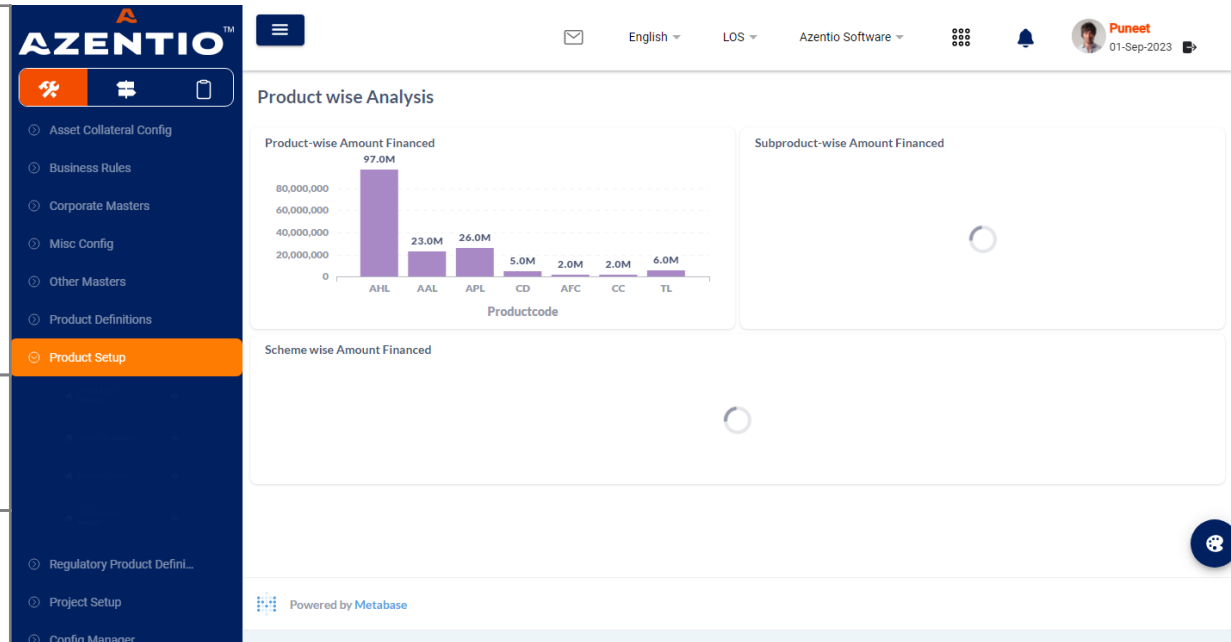 AZENTIO™
English
LOS
Azentio Software
Puneet
01-Sep-2023
Asset Collateral Config
Business Rules
Corporate Masters
Misc Config
Other Masters
Product Definitions
Product Setup
Regulatory Product Defini...
Project Setup
Config Manager
Product wise Analysis
Product-wise Amount Financed
97.0M
80,000,000
60,000,000
40,000,000
20,000,000
0
23.0M
26.0M
5.0M
2.0M
2.0M
6.0M
AHL
AAL
APL
CD
AFC
CC
TL
Productcode
Subproduct-wise Amount Financed
Scheme wise Amount Financed
Powered by Metabase